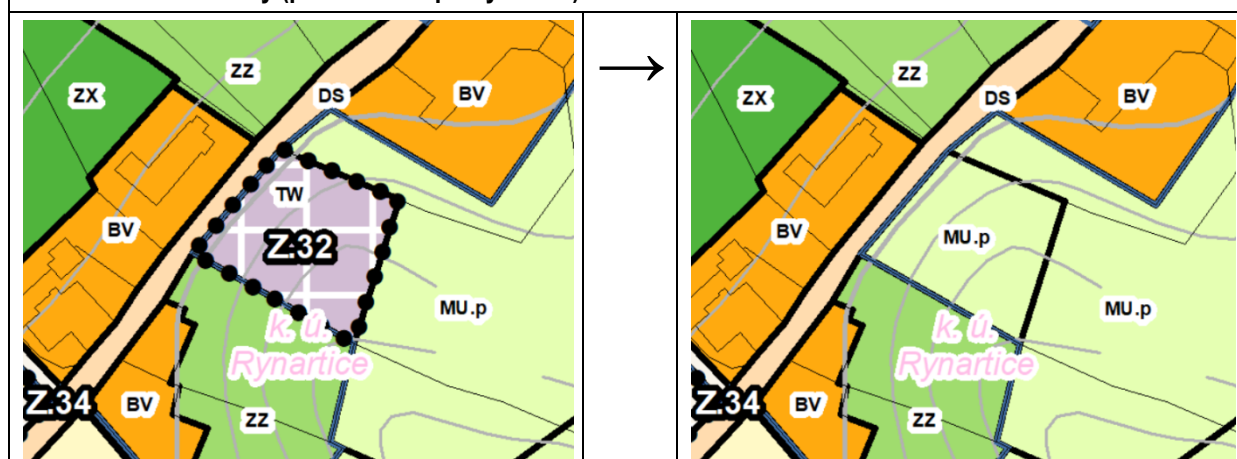 ZX
ZZ
DS
BV
TW
BV
Z.32
MU.p
k. ú.
Rynartice
Z.34
BV
ZZ
→
ZX
ZZ
DS
BV
BV
MU.p
MU.p
k. ú.
Rynartice
Z.34
BV
ZZ